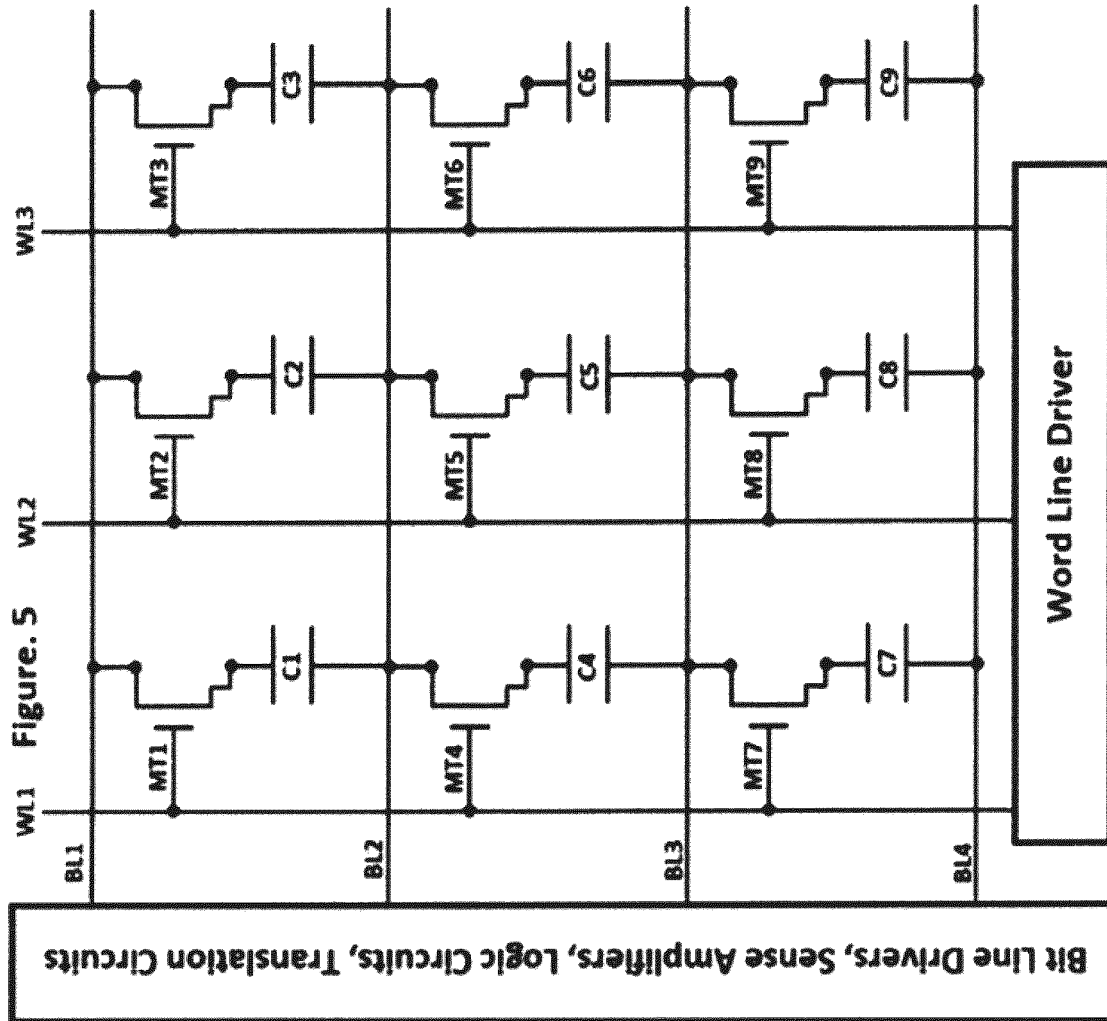 Figure. 5
WL1
WL2
WL3
BL1
MT1
MT2
MT3
C1
C2
C3
BL2
MT4
MT5
MT6
C4
C5
C6
BL3
MT7
MT8
MT9
C7
C8
C9
BL4
Bit Line Drivers, Sense Amplifiers, Logic Circuits, Translation Circuits
Word Line Driver